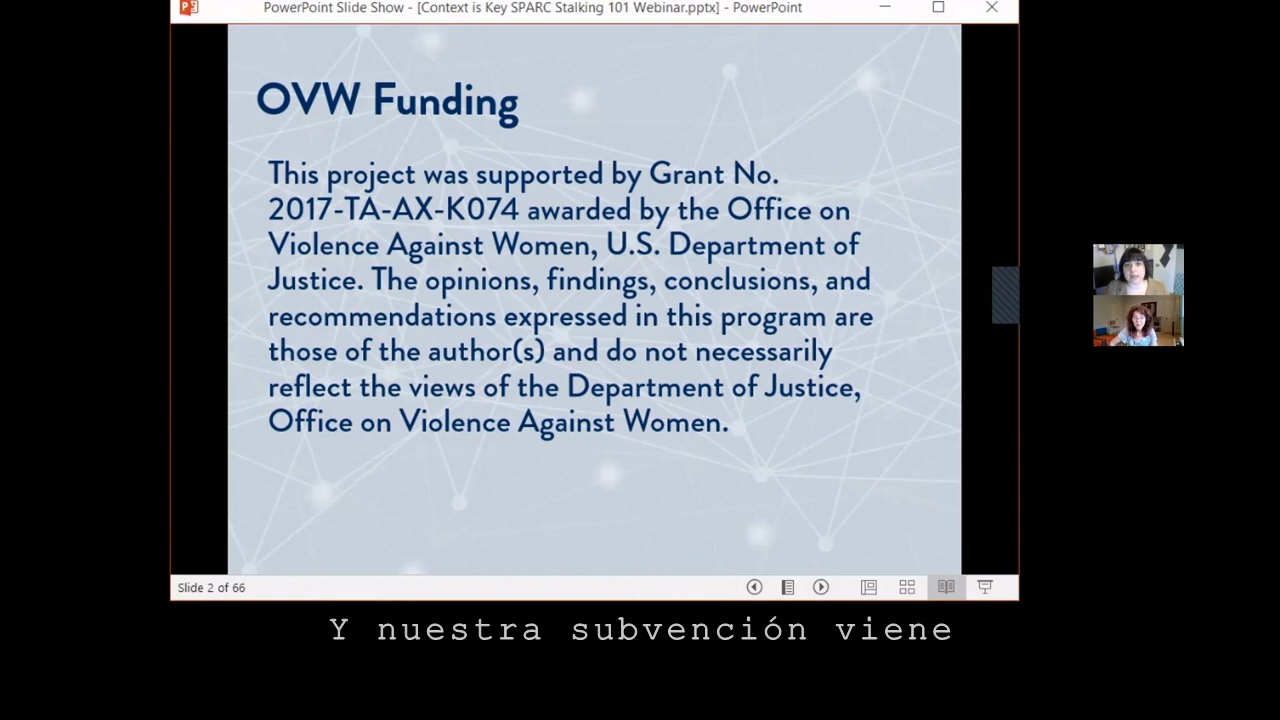 PowerPoint Slide Show - [Context is Key SPARC Stalking 101 Webinar.pptx] - PowerPoint
OVW Funding
This project was supported by Grant No.
2017-TA-AX-K074 awarded by the Office on
Violence Against Women, U.S. Department of
Justice. The opinions, findings, conclusions, and
recommendations expressed in this program are
those of the author(s) and do not necessarily
reflect the views of the Department of Justice,
Office on Violence Against Women.
Slide 2 of 66
Y nuestra subvención viene